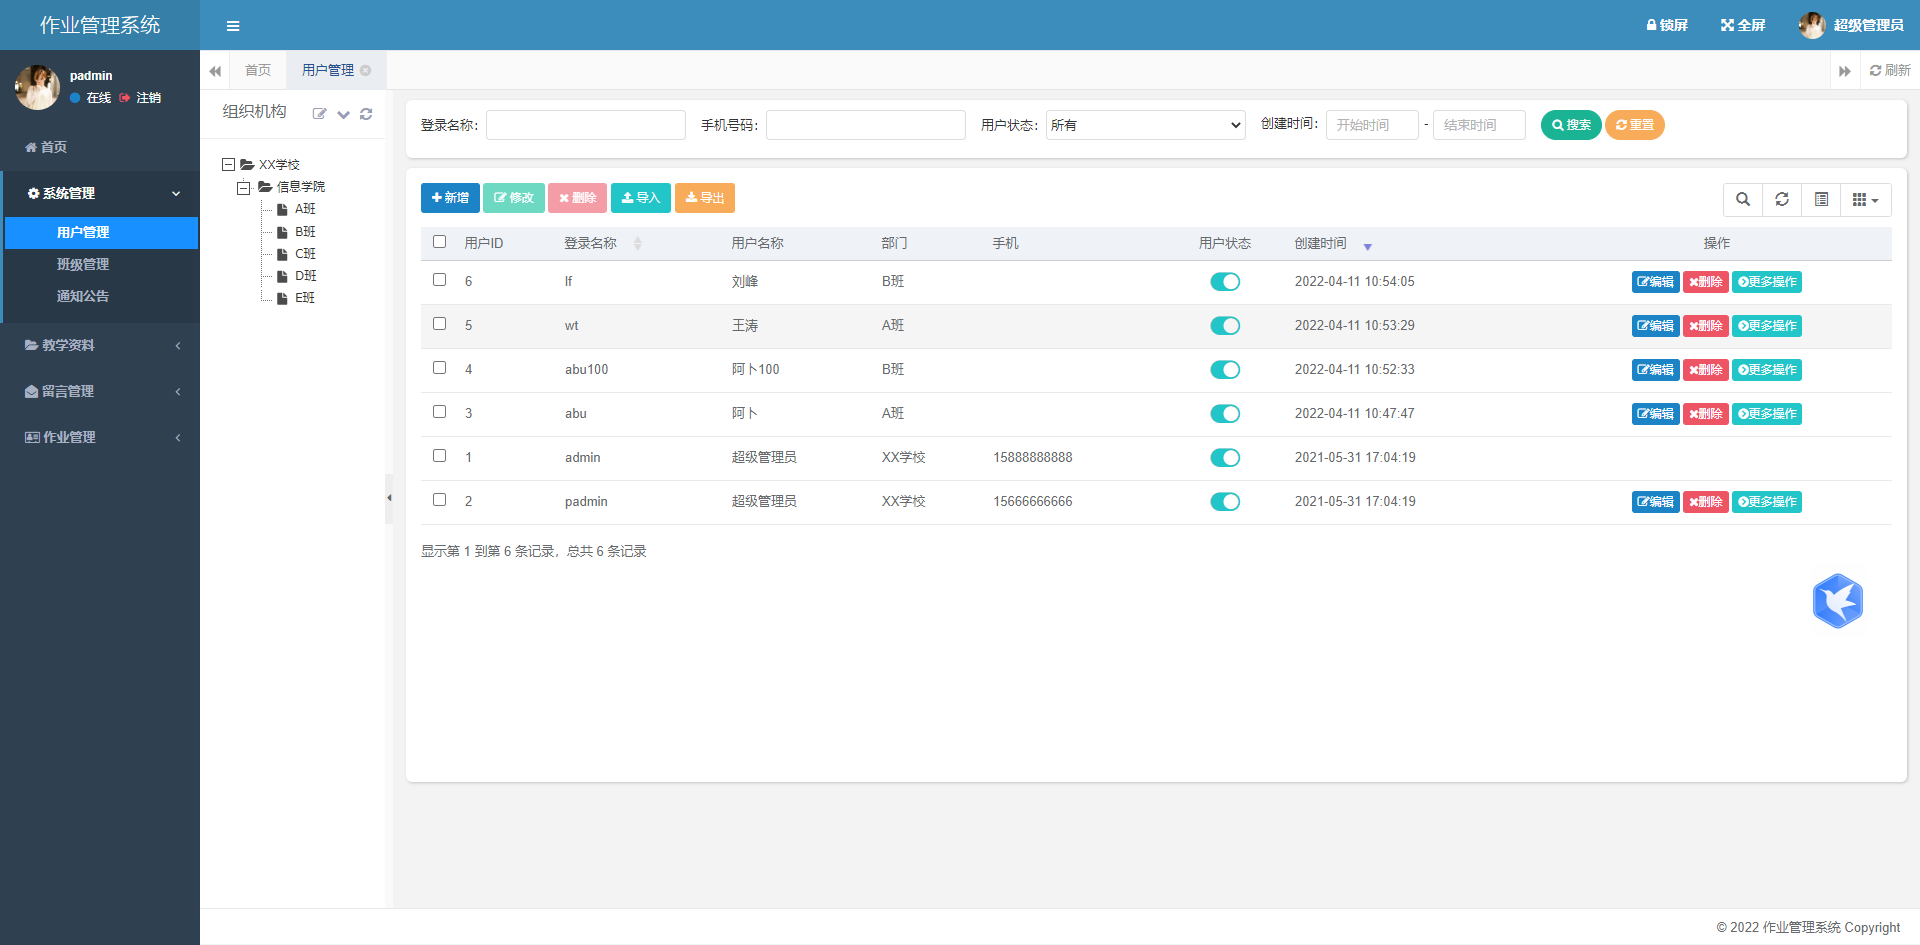 作业管理系统
锁屏 全屏 超级管理员
padmin
在线 注销
首页
系统管理
用户管理
班级管理
通知公告
教学资料
留言管理
作业管理
首页 用户管理 刷新
组织机构
XX学校
信息学院
A班
B班
C班
D班
E班
登录名称： 手机号码： 用户状态： 所有 创建时间： 开始时间 - 结束时间 搜索 重置
新增 修改 删除 导入 导出
用户ID 登录名称 用户名称 部门 手机 用户状态 创建时间 操作
6 lf 刘峰 B班 2022-04-11 10:54:05 编辑 删除 更多操作
5 wt 王涛 A班 2022-04-11 10:53:29 编辑 删除 更多操作
4 abu100 阿卜100 B班 2022-04-11 10:52:33 编辑 删除 更多操作
3 abu 阿卜 A班 2022-04-11 10:47:47 编辑 删除 更多操作
1 admin 超级管理员 XX学校 15888888888 2021-05-31 17:04:19
2 padmin 超级管理员 XX学校 15666666666 2021-05-31 17:04:19 编辑 删除 更多操作
显示第 1 到第 6 条记录，总共 6 条记录
© 2022 作业管理系统 Copyright